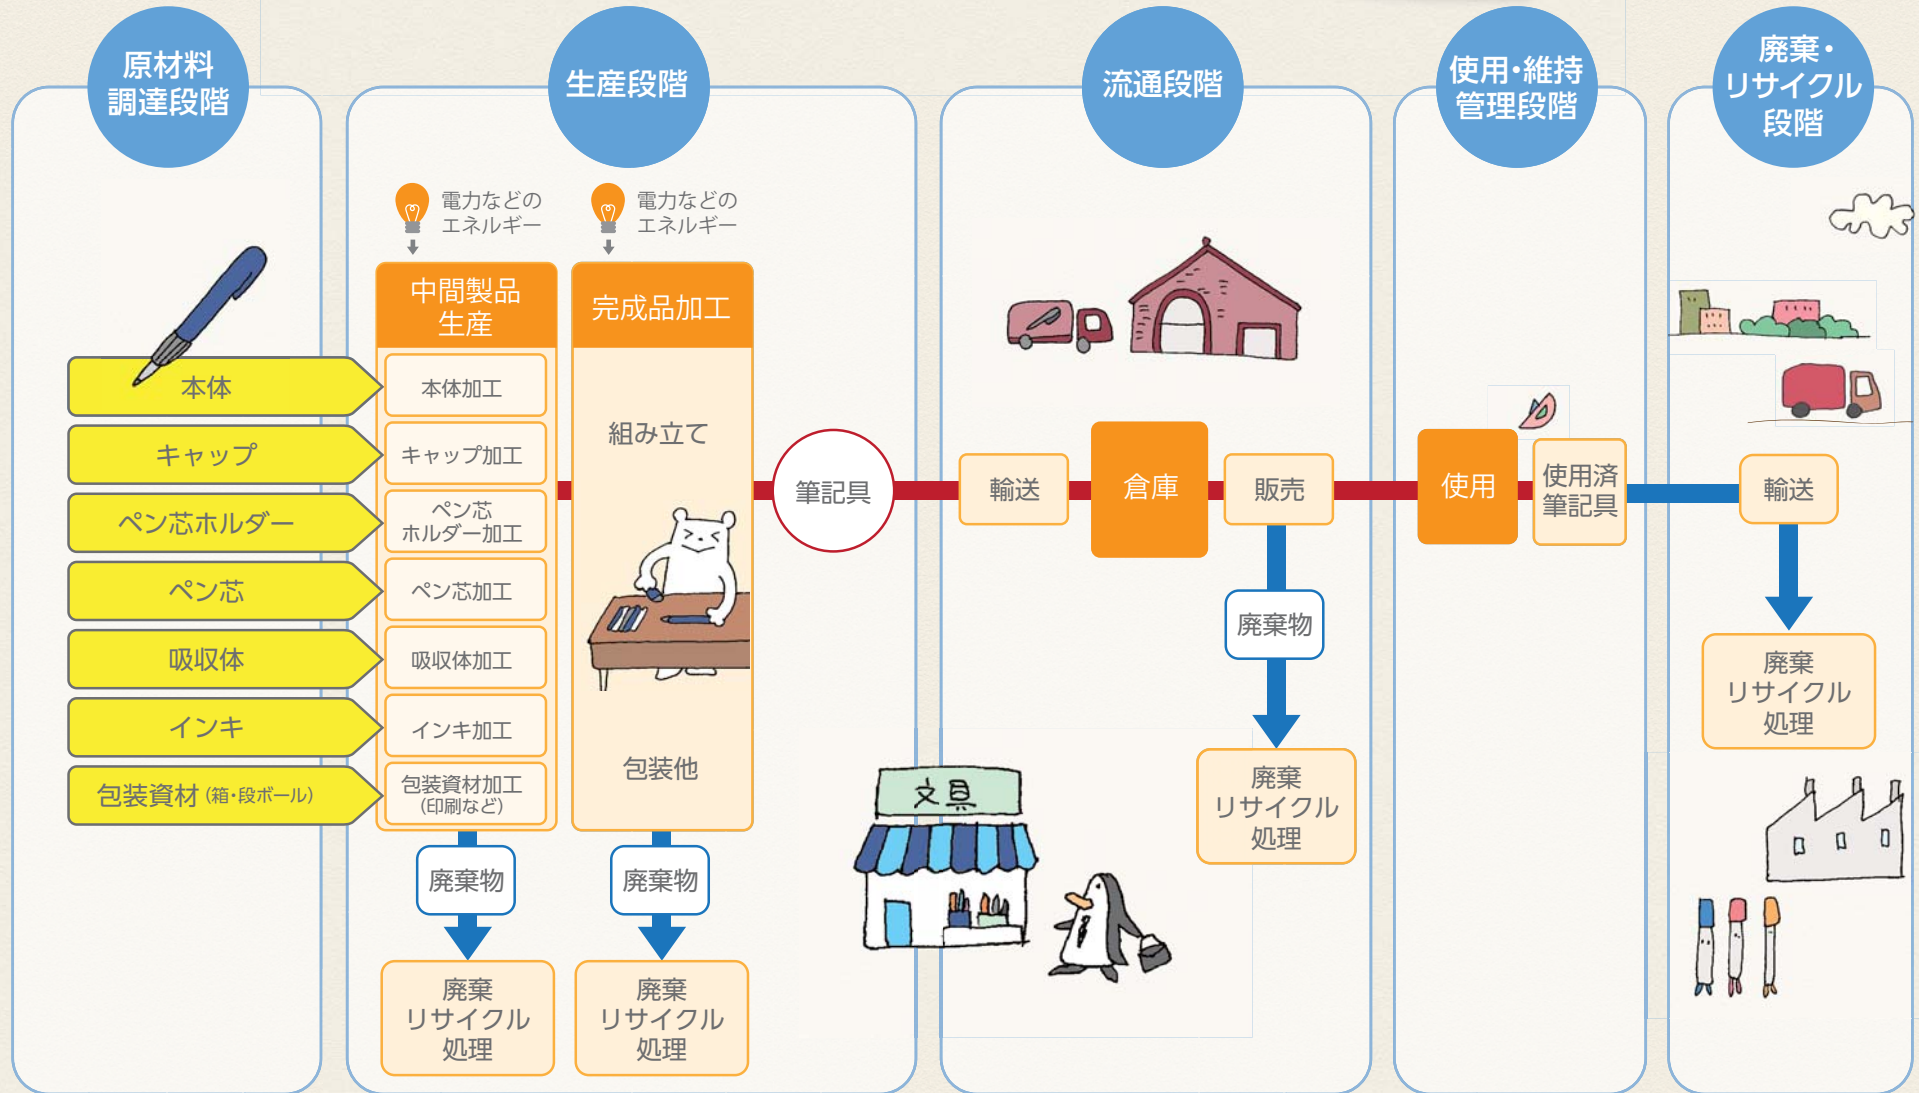 原材料
調達段階
本体
キャップ
ペン芯ホルダー
ペン芯
吸収体
インキ
包装資材(箱・段ボール)
生産段階
電力などの
エネルギー
電力などの
エネルギー
中間製品
生産
本体加工
キャップ加工
ペン芯
ホルダー加工
ペン芯加工
吸収体加工
インキ加工
包装資材加工
(印刷など)
廃棄物
廃棄
リサイクル
処理
完成品加工
組み立て
包装他
廃棄物
廃棄
リサイクル
処理
筆記具
流通段階
輸送
倉庫
販売
廃棄物
廃棄
リサイクル
処理
文具
使用・維持
管理段階
使用
使用済
筆記具
廃棄・
リサイクル
段階
輸送
廃棄
リサイクル
処理